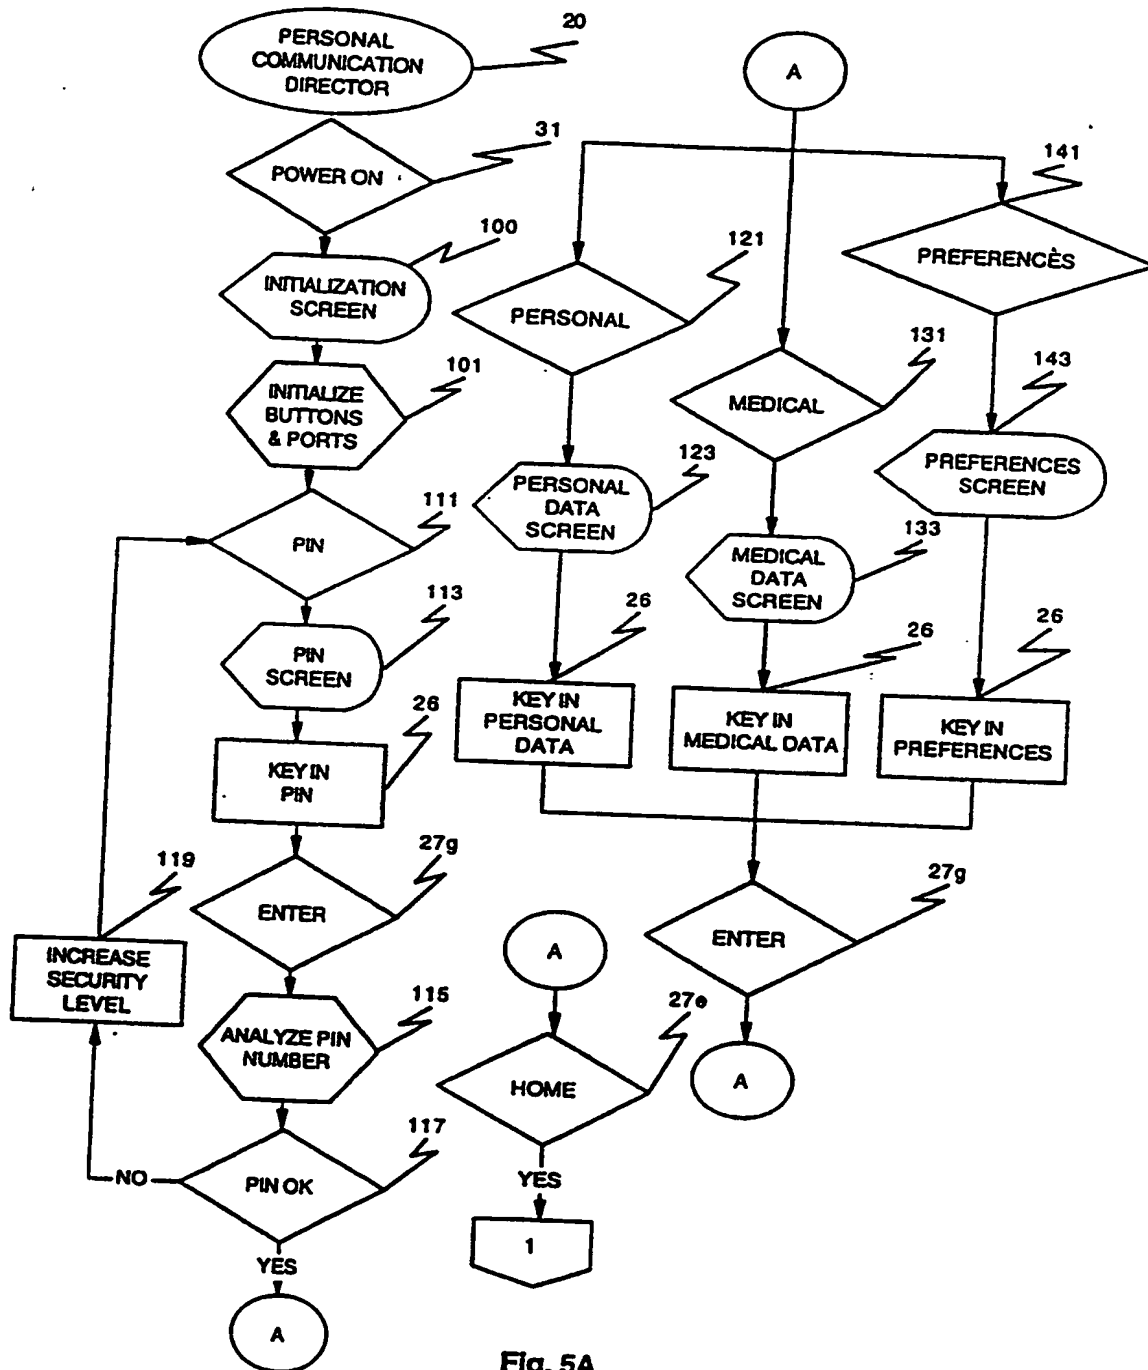 PERSONAL
COMMUNICATION
DIRECTOR
20
POWER ON
31
INITIALIZATION
SCREEN
100
INITIALIZE
BUTTONS
& PORTS
101
PIN
111
PIN
SCREEN
113
KEY IN
PIN
26
ENTER
27g
INCREASE
SECURITY
LEVEL
119
ANALYZE PIN
NUMBER
115
PIN OK
117
NO
YES
A
A
PERSONAL
121
PERSONAL
DATA
SCREEN
123
KEY IN
PERSONAL
DATA
26
MEDICAL
131
MEDICAL
DATA
SCREEN
133
KEY IN
MEDICAL DATA
26
PREFERENCES
141
PREFERENCES
SCREEN
143
KEY IN
PREFERENCES
26
ENTER
27g
A
A
HOME
27e
YES
1
Fig. 5A